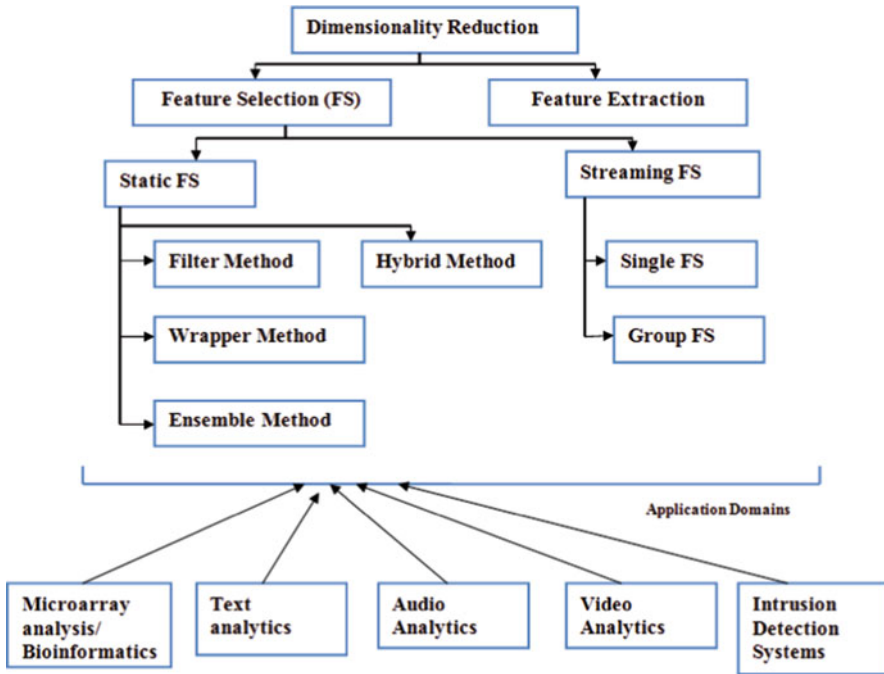 Dimensionality Reduction
Feature Selection (FS)
Feature Extraction
Static FS
Streaming FS
Filter Method
Hybrid Method
Single FS
Wrapper Method
Group FS
Ensemble Method
Application Domains
Microarray
analysis/
Bioinformatics
Text
analytics
Audio
Analytics
Video
Analytics
Intrusion
Detection
Systems